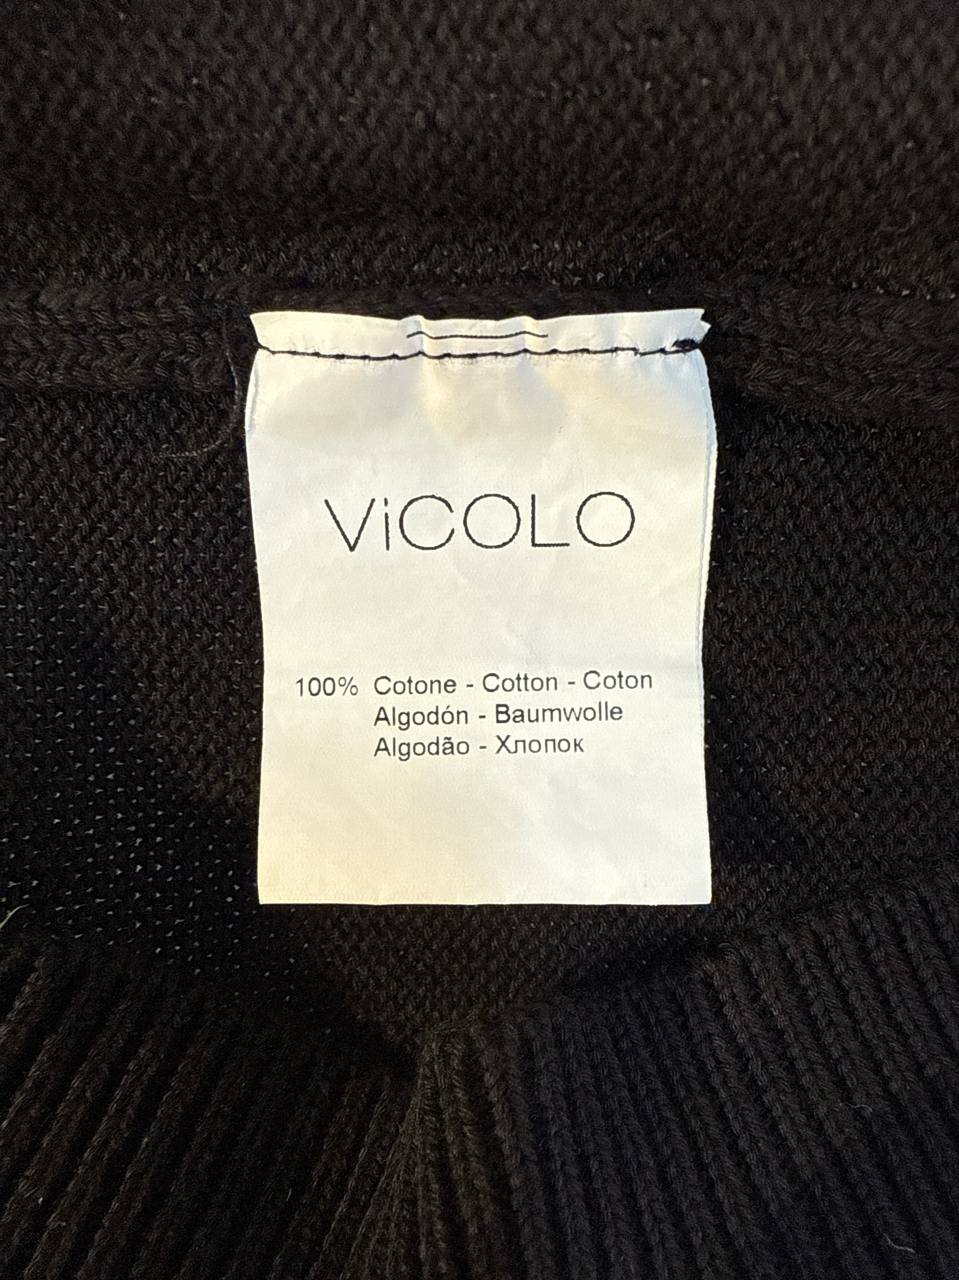 ViCOLO
100% Cotone - Cotton - Coton
Algodón - Baumwolle
Algodão - Хлопок